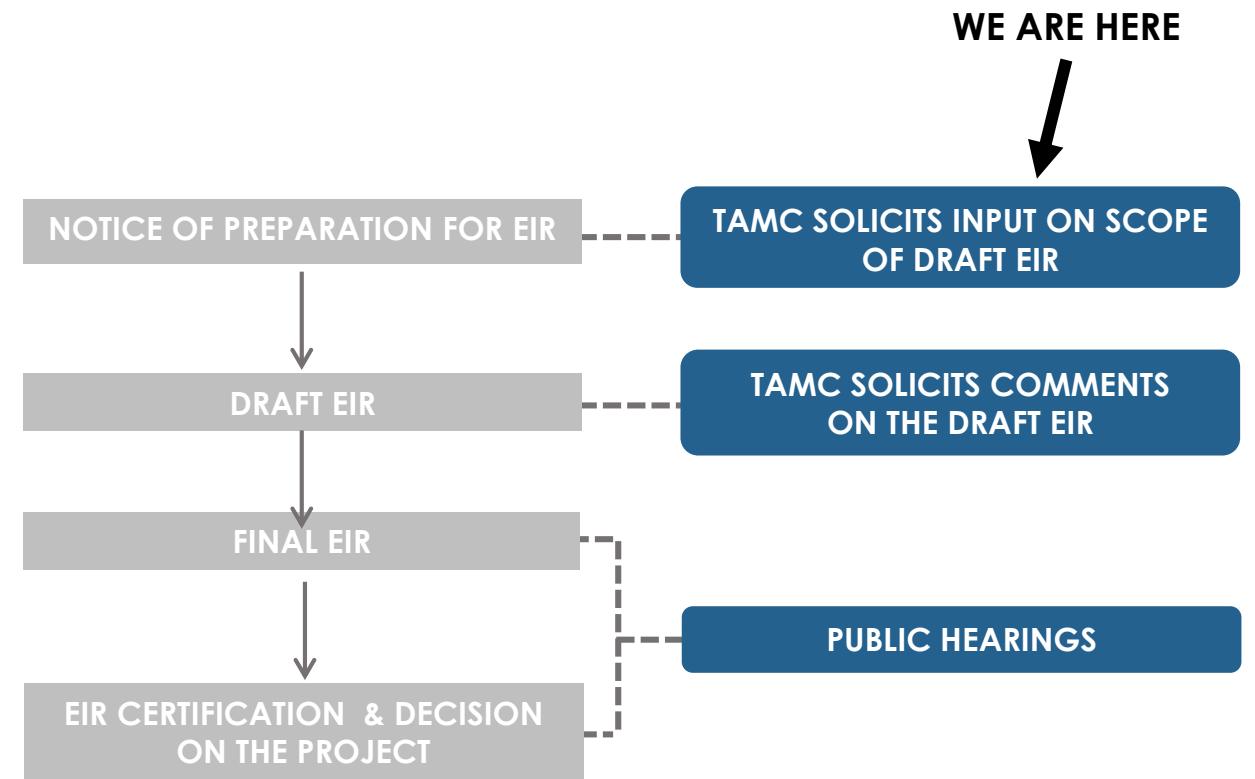 WE ARE HERE
NOTICE OF PREPARATION FOR EIR
TAMC SOLICITS INPUT ON SCOPE
OF DRAFT EIR
DRAFT EIR
TAMC SOLICITS COMMENTS
ON THE DRAFT EIR
FINAL EIR
PUBLIC HEARINGS
EIR CERTIFICATION & DECISION
ON THE PROJECT